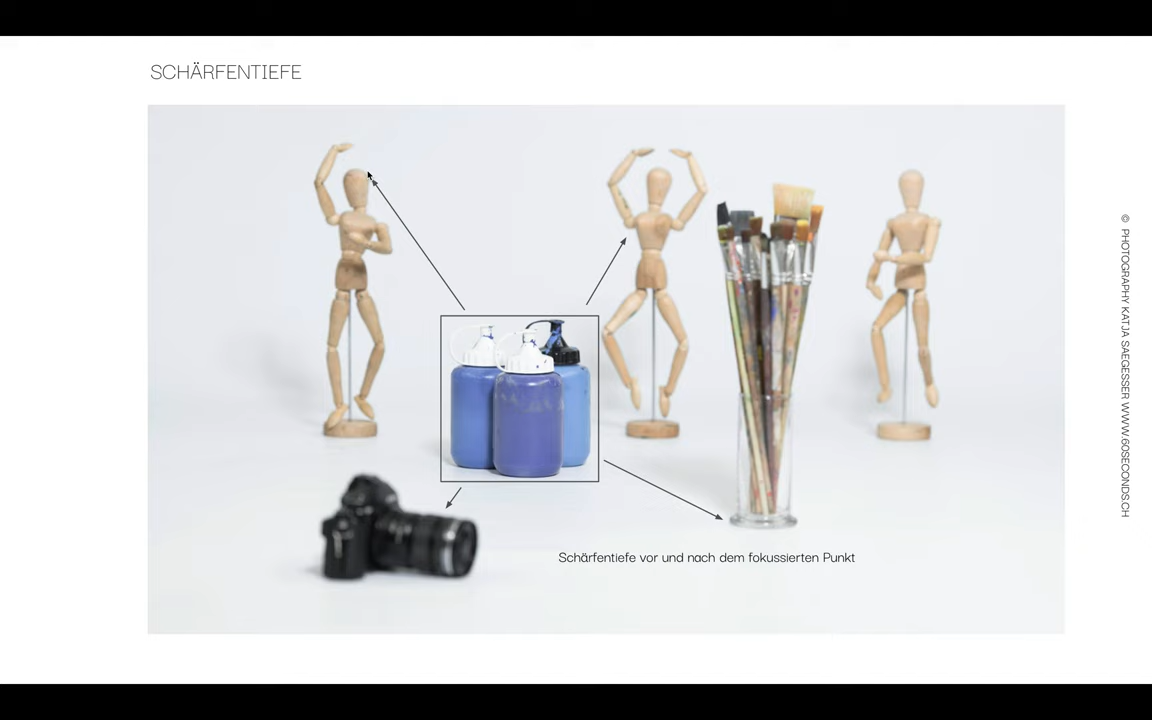 SCHÄRFENTIEFE
Schärfentiefe vor und nach dem fokussierten Punkt
© PHOTOGRAPHY KATJA SAEGESSER WWW.60SECONDS.CH